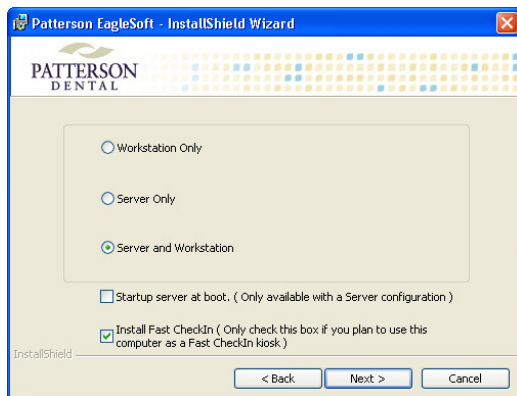 Patterson EagleSoft - InstallShield Wizard
PATTERSON
DENTAL
Workstation Only
Server Only
Server and Workstation
Startup server at boot. ( Only available with a Server configuration )
Install Fast CheckIn ( Only check this box if you plan to use this
computer as a Fast CheckIn kiosk )
InstallShield
< Back
Next >
Cancel